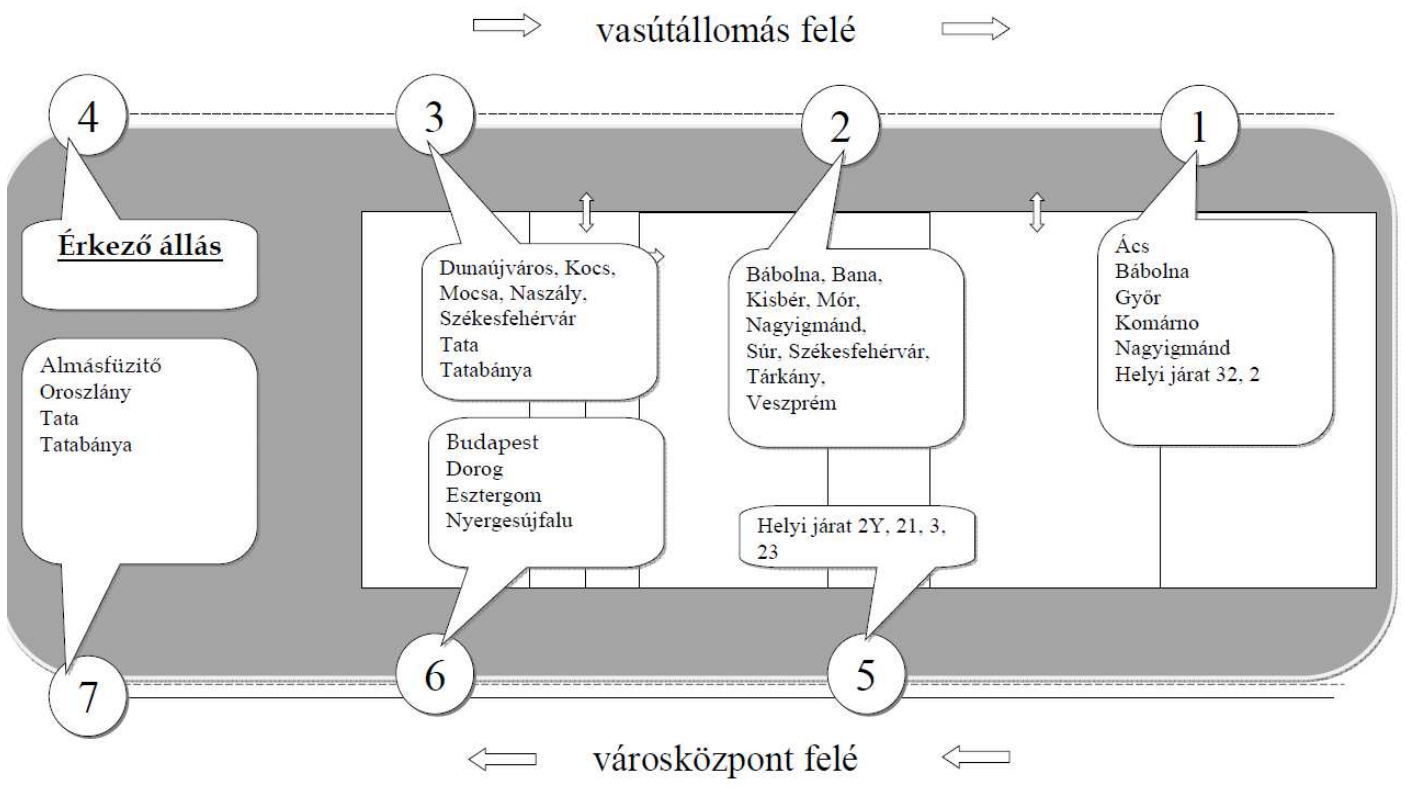 vasútállomás felé
4
3
2
1
Érkező állás
Dunaújváros, Kocs,
Mocsa, Naszály,
Székesfehérvár
Tata
Tatabánya
Bábolna, Bana,
Kisbér, Mór,
Nagyigmánd,
Súr, Székesfehérvár,
Tárkány,
Veszprém
Ács
Bábolna
Győr
Komárno
Nagyigmánd
Helyi járat 32, 2
Almásfüzitő
Oroszlány
Tata
Tatabánya
Budapest
Dorog
Esztergom
Nyergesújfalu
Helyi járat 2Y, 21, 3,
23
7
6
5
városközpont felé